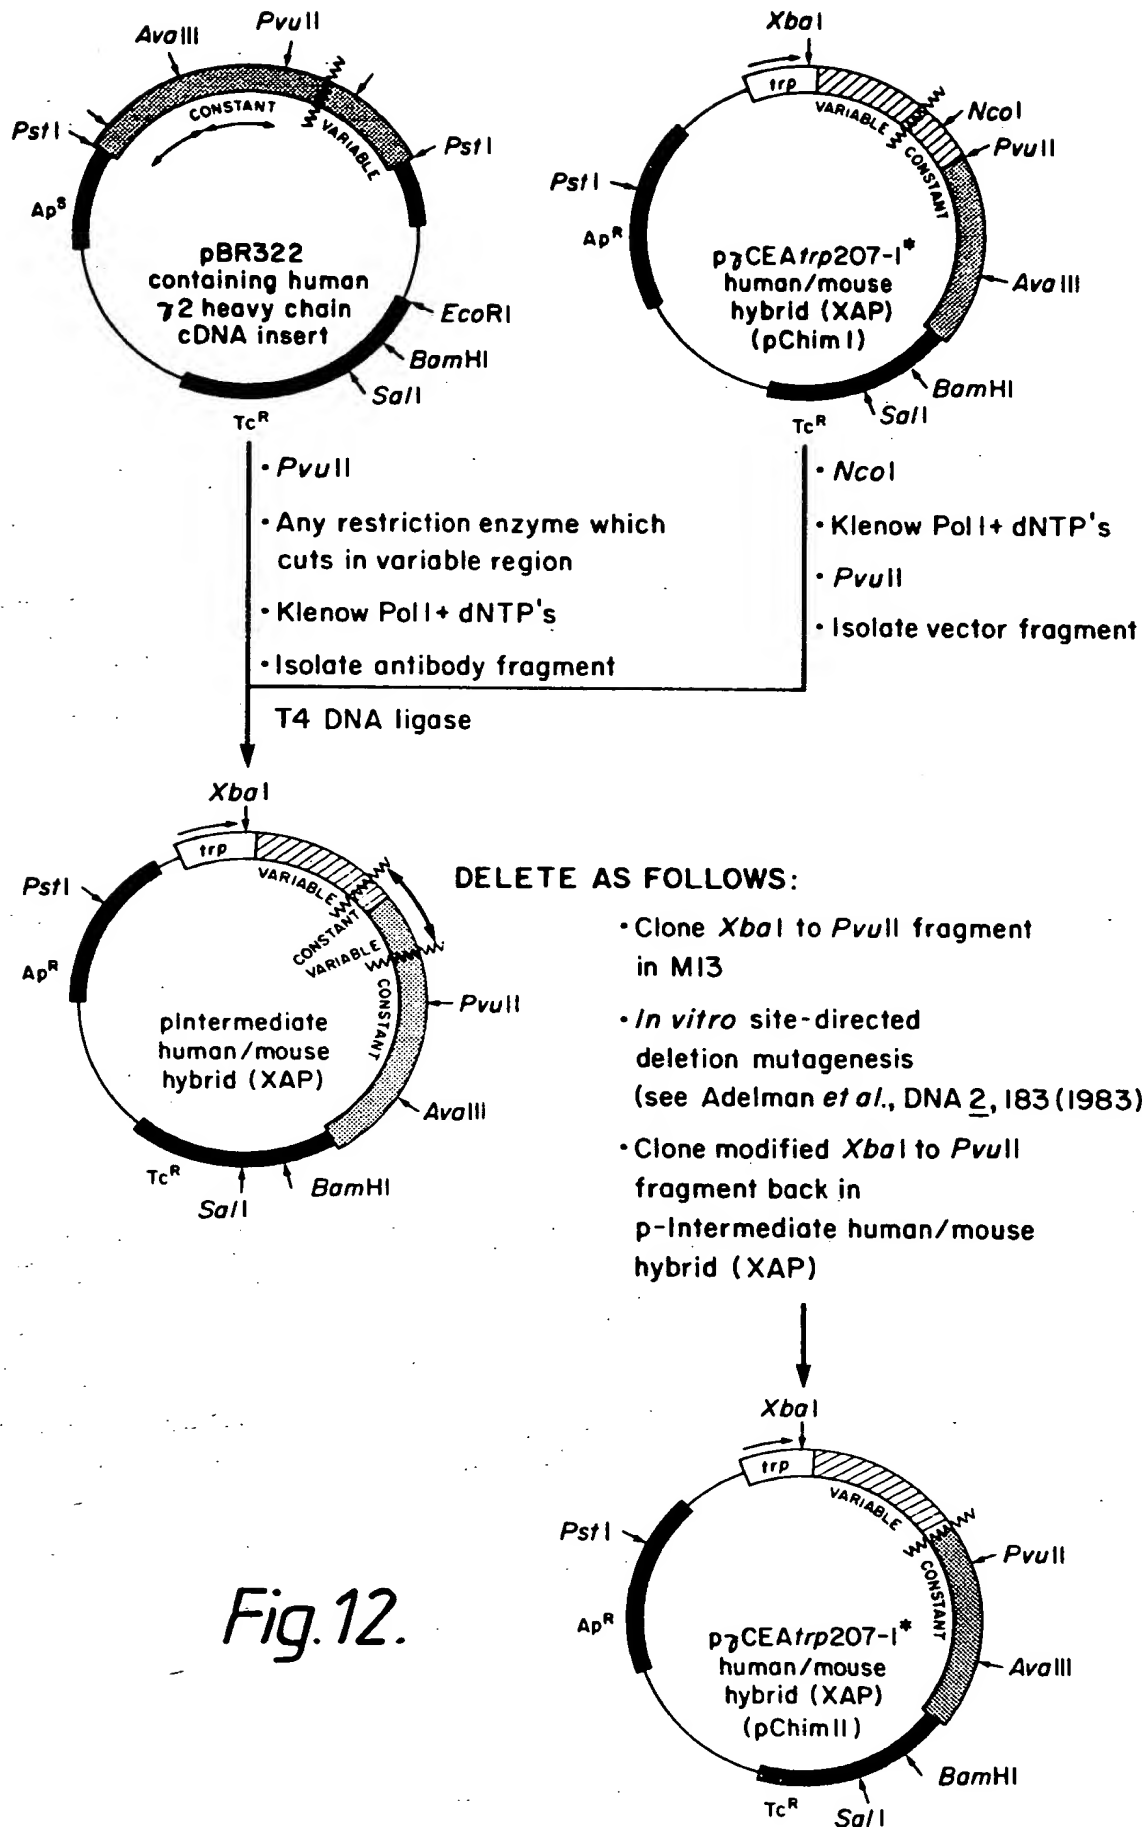 AvaIII
PvuII
PstI
CONSTANT
VARIABLE
PstI
Ap^S
pBR322
containing human
γ2 heavy chain
cDNA insert
EcoRI
BamHI
SalI
Tc^R
XbaI
trp
VARIABLE
NcoI
CONSTANT
PvuII
PstI
Ap^R
pγCEAtrp207-1*
human/mouse
hybrid (XAP)
(pChim I)
AvaIII
BamHI
SalI
Tc^R
· PvuII
· Any restriction enzyme which
cuts in variable region
· Klenow Pol I + dNTP's
· Isolate antibody fragment
· NcoI
· Klenow Pol I + dNTP's
· PvuII
· Isolate vector fragment
T4 DNA ligase
XbaI
trp
VARIABLE
CONSTANT
VARIABLE
CONSTANT
PstI
Ap^R
PvuII
pIntermediate
human/mouse
hybrid (XAP)
AvaIII
Tc^R
SalI
BamHI
DELETE AS FOLLOWS:
· Clone XbaI to PvuII fragment
in M13
· In vitro site-directed
deletion mutagenesis
(see Adelman et al., DNA 2, 183 (1983)
· Clone modified XbaI to PvuII
fragment back in
p-Intermediate human/mouse
hybrid (XAP)
XbaI
trp
VARIABLE
CONSTANT
PstI
PvuII
Ap^R
pγCEAtrp207-1*
human/mouse
hybrid (XAP)
(pChim II)
AvaIII
BamHI
Tc^R
SalI
Fig. 12.